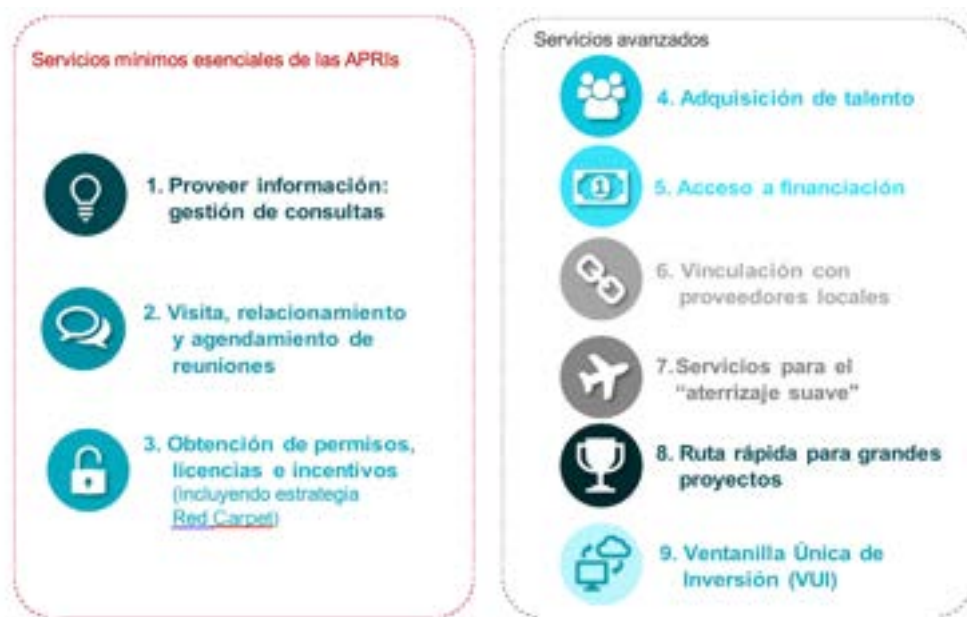 Servicios mínimos esenciales de las APRIs
1. Proveer información:
gestión de consultas
2. Visita, relacionamiento
y agendamiento de
reuniones
3. Obtención de permisos,
licencias e incentivos
(incluyendo estrategia
Red Carpet)
Servicios avanzados
4. Adquisición de talento
1
5. Acceso a financiación
6. Vinculación con
proveedores locales
7.Servicios para el
“aterrizaje suave”
8. Ruta rápida para grandes
proyectos
9. Ventanilla Única de
Inversión (VUI)